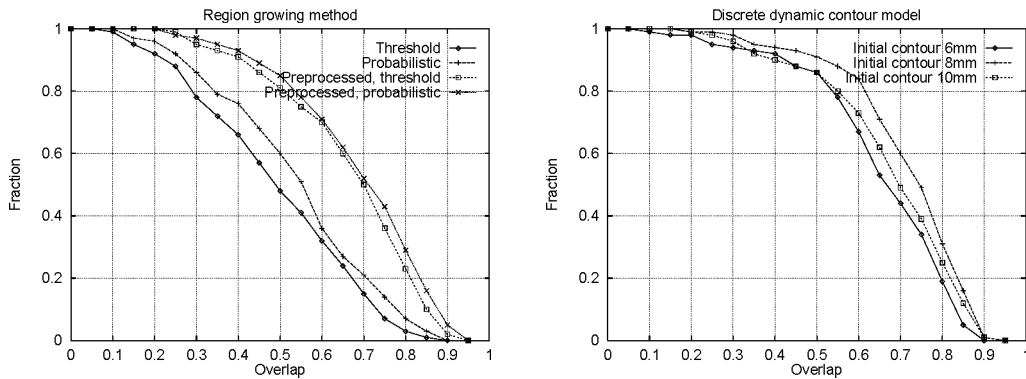 Region growing method
1
0.8
0.6
0.4
0.2
0
Fraction
Threshold
Probabilistic
Preprocessed, threshold
Preprocessed, probabilistic
0 0.1 0.2 0.3 0.4 0.5 0.6 0.7 0.8 0.9 1
Overlap
Discrete dynamic contour model
1
0.8
0.6
0.4
0.2
0
Fraction
Initial contour 6mm
Initial contour 8mm
Initial contour 10mm
0 0.1 0.2 0.3 0.4 0.5 0.6 0.7 0.8 0.9 1
Overlap